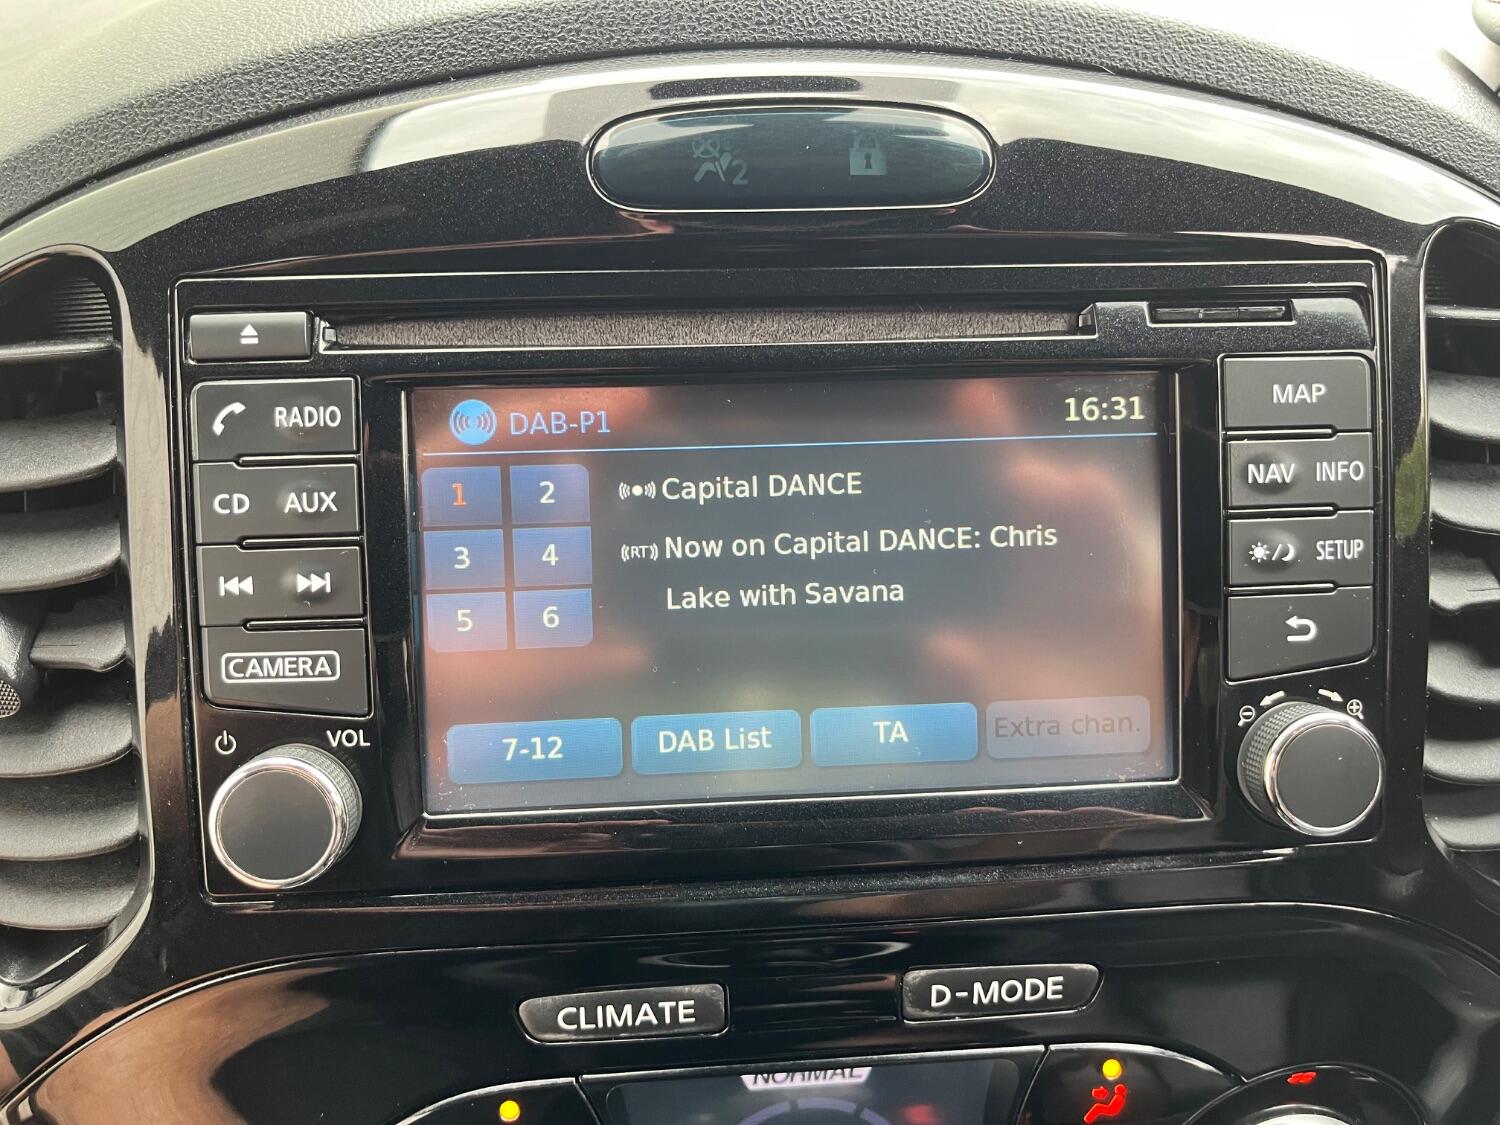 2
RADIO
CD AUX
CAMERA
VOL
DAB-P1
16:31
1 2
3 4
5 6
Capital DANCE
(RT) Now on Capital DANCE: Chris
Lake with Savana
7-12
DAB List
TA
Extra chan.
MAP
NAV INFO
SETUP
CLIMATE
D-MODE
NORMAL